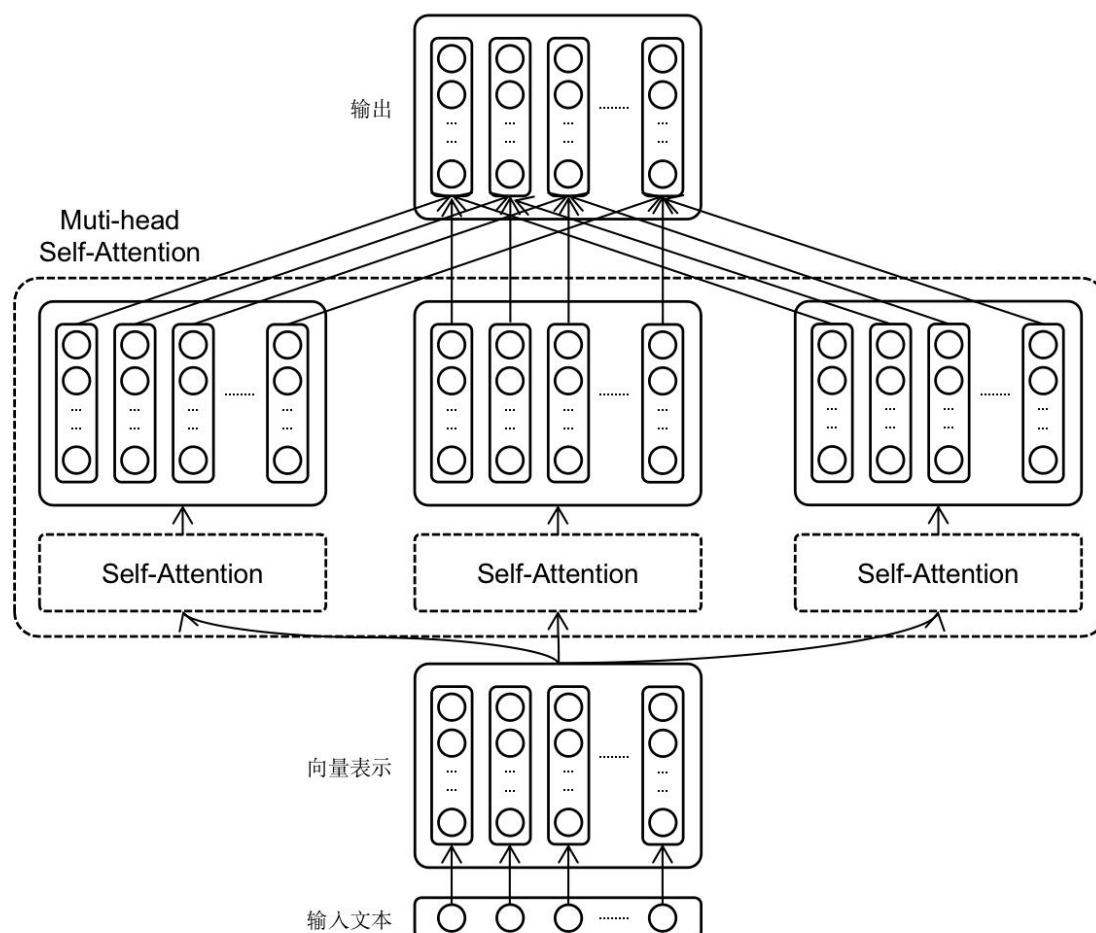 输出
Muti-head
Self-Attention
Self-Attention
Self-Attention
Self-Attention
向量表示
输入文本